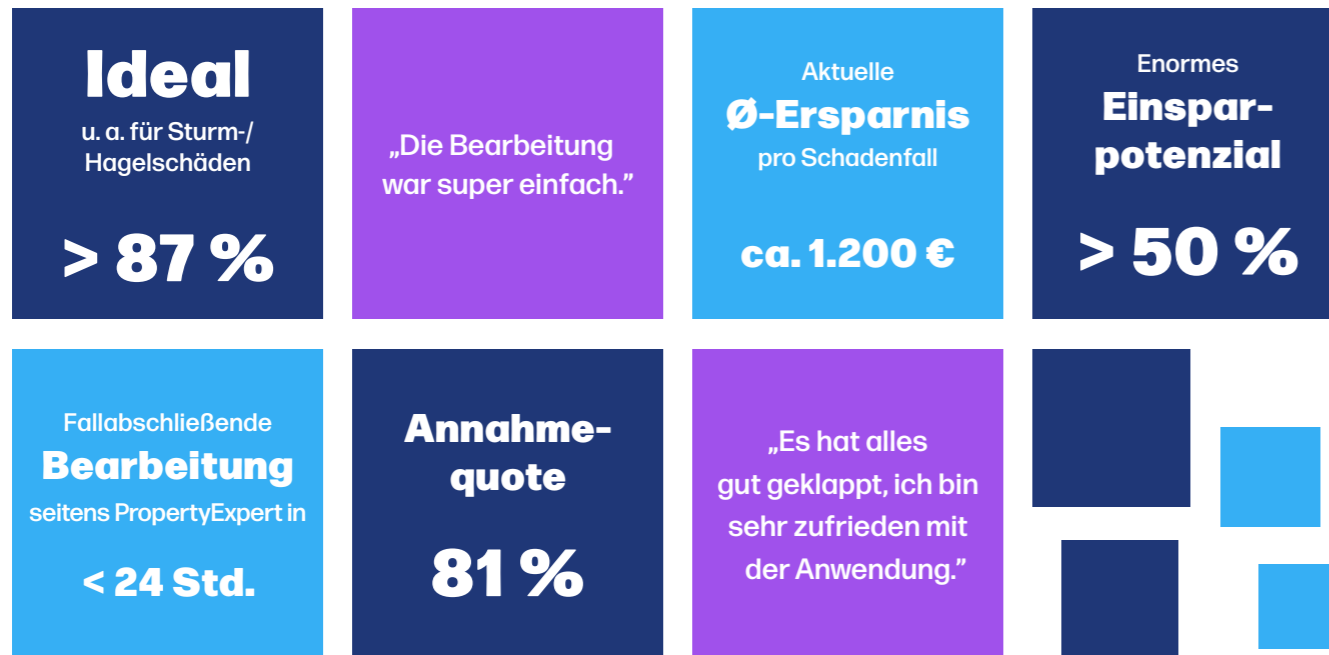 Ideal
u. a. für Sturm-/
Hagelschäden
> 87 %
„Die Bearbeitung
war super einfach.”
Aktuelle
Ø-Ersparnis
pro Schadenfall
ca. 1.200 €
Enormes
Einspar-
potenzial
> 50 %
Fallabschließende
Bearbeitung
seitens PropertyExpert in
< 24 Std.
Annahme-
quote
81 %
„Es hat alles
gut geklappt, ich bin
sehr zufrieden mit
der Anwendung.”